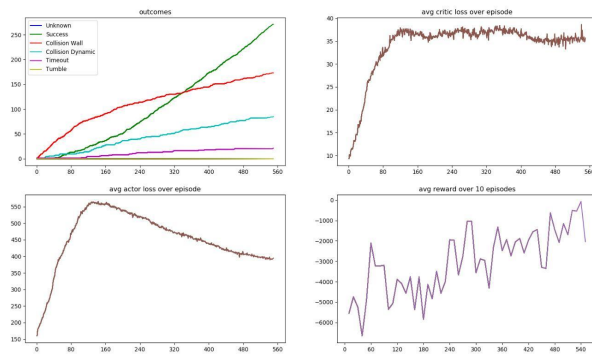 outcomes
Unknown
Success
Collision Wall
Collision Dynamic
Timeout
Tumble
250
200
150
100
50
0
0 80 160 240 320 400 480 560
avg critic loss over episode
40
35
30
25
20
15
10
0 80 160 240 320 400 480 560
avg actor loss over episode
550
500
450
400
350
300
250
200
150
0 80 160 240 320 400 480 560
avg reward over 10 episodes
0
−1000
−2000
−3000
−4000
−5000
−6000
0 60 120 180 240 300 360 420 480 540